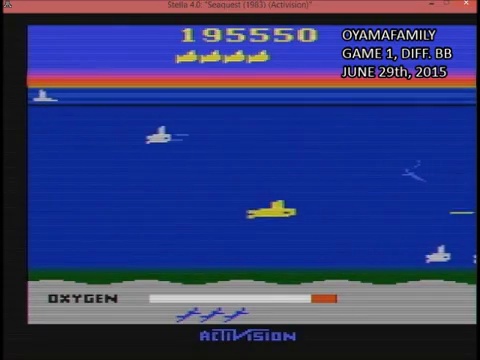 Stella 4.0: "Seaquest (1983) (Activision)"
195550
OYAMAFAMILY
GAME 1, DIFF. BB
JUNE 29th, 2015
OXYGEN
ACTIVISION